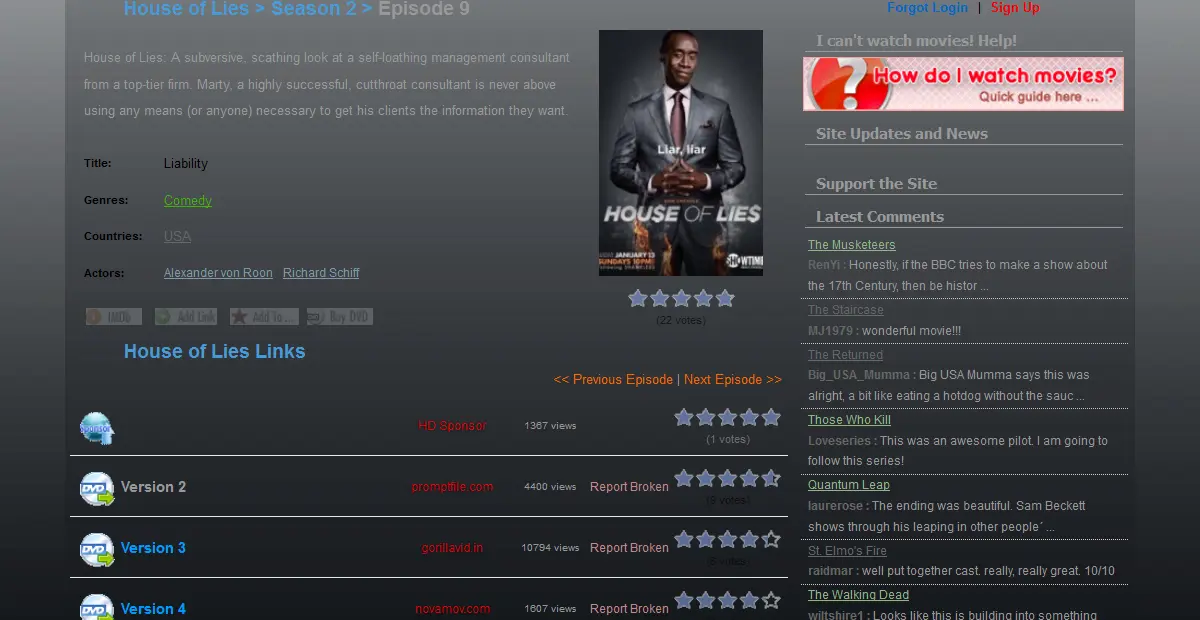 House of Lies > Season 2 > Episode 9
Forgot Login | Sign Up
House of Lies: A subversive, scathing look at a self-loathing management consultant
from a top-tier firm. Marty, a highly successful, cutthroat consultant is never above
using any means (or anyone) necessary to get his clients the information they want.
Title: Liability
Genres: Comedy
Countries: USA
Actors: Alexander von Roon Richard Schiff
IMDb Add Link Add To ... Buy DVD
Liar, liar
DON CHEADLE
HOU$E OF LIE$
JANUARY 13
SUNDAYS 10PM
SHOWTIME
(22 votes)
House of Lies Links
<< Previous Episode | Next Episode >>
SPONSOR HD Sponsor 1367 views
(1 votes)
DVD Version 2 promptfile.com 4400 views Report Broken
(9 votes)
DVD Version 3 gorillavid.in 10794 views Report Broken
votes)
DVD Version 4 novamov.com 1607 views Report Broken
I can't watch movies! Help!
? How do I watch movies?
Quick guide here ...
Site Updates and News
Support the Site
Latest Comments
The Musketeers
RenYi : Honestly, if the BBC tries to make a show about
the 17th Century, then be histor ...
The Staircase
MJ1979 : wonderful movie!!!
The Returned
Big_USA_Mumma : Big USA Mumma says this was
alright, a bit like eating a hotdog without the sauc ...
Those Who Kill
Loveseries : This was an awesome pilot. I am going to
follow this series!
Quantum Leap
laurerose : The ending was beautiful. Sam Beckett
shows through his leaping in other people´ ...
St. Elmo's Fire
raidmar : well put together cast. really, really great. 10/10
The Walking Dead
wiltshire1 : Looks like this is building into something